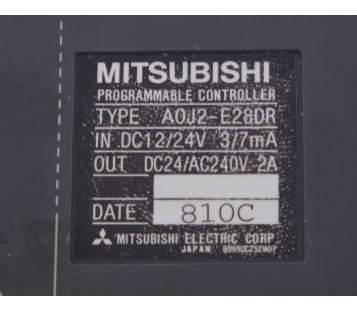 MITSUBISHI
PROGRAMMABLE CONTROLLER
TYPE A0J2-E28DR
IN DC12/24V 3/7mA
OUT DC24/AC240V 2A
DATE 810C
MITSUBISHI ELECTRIC CORP.
JAPAN